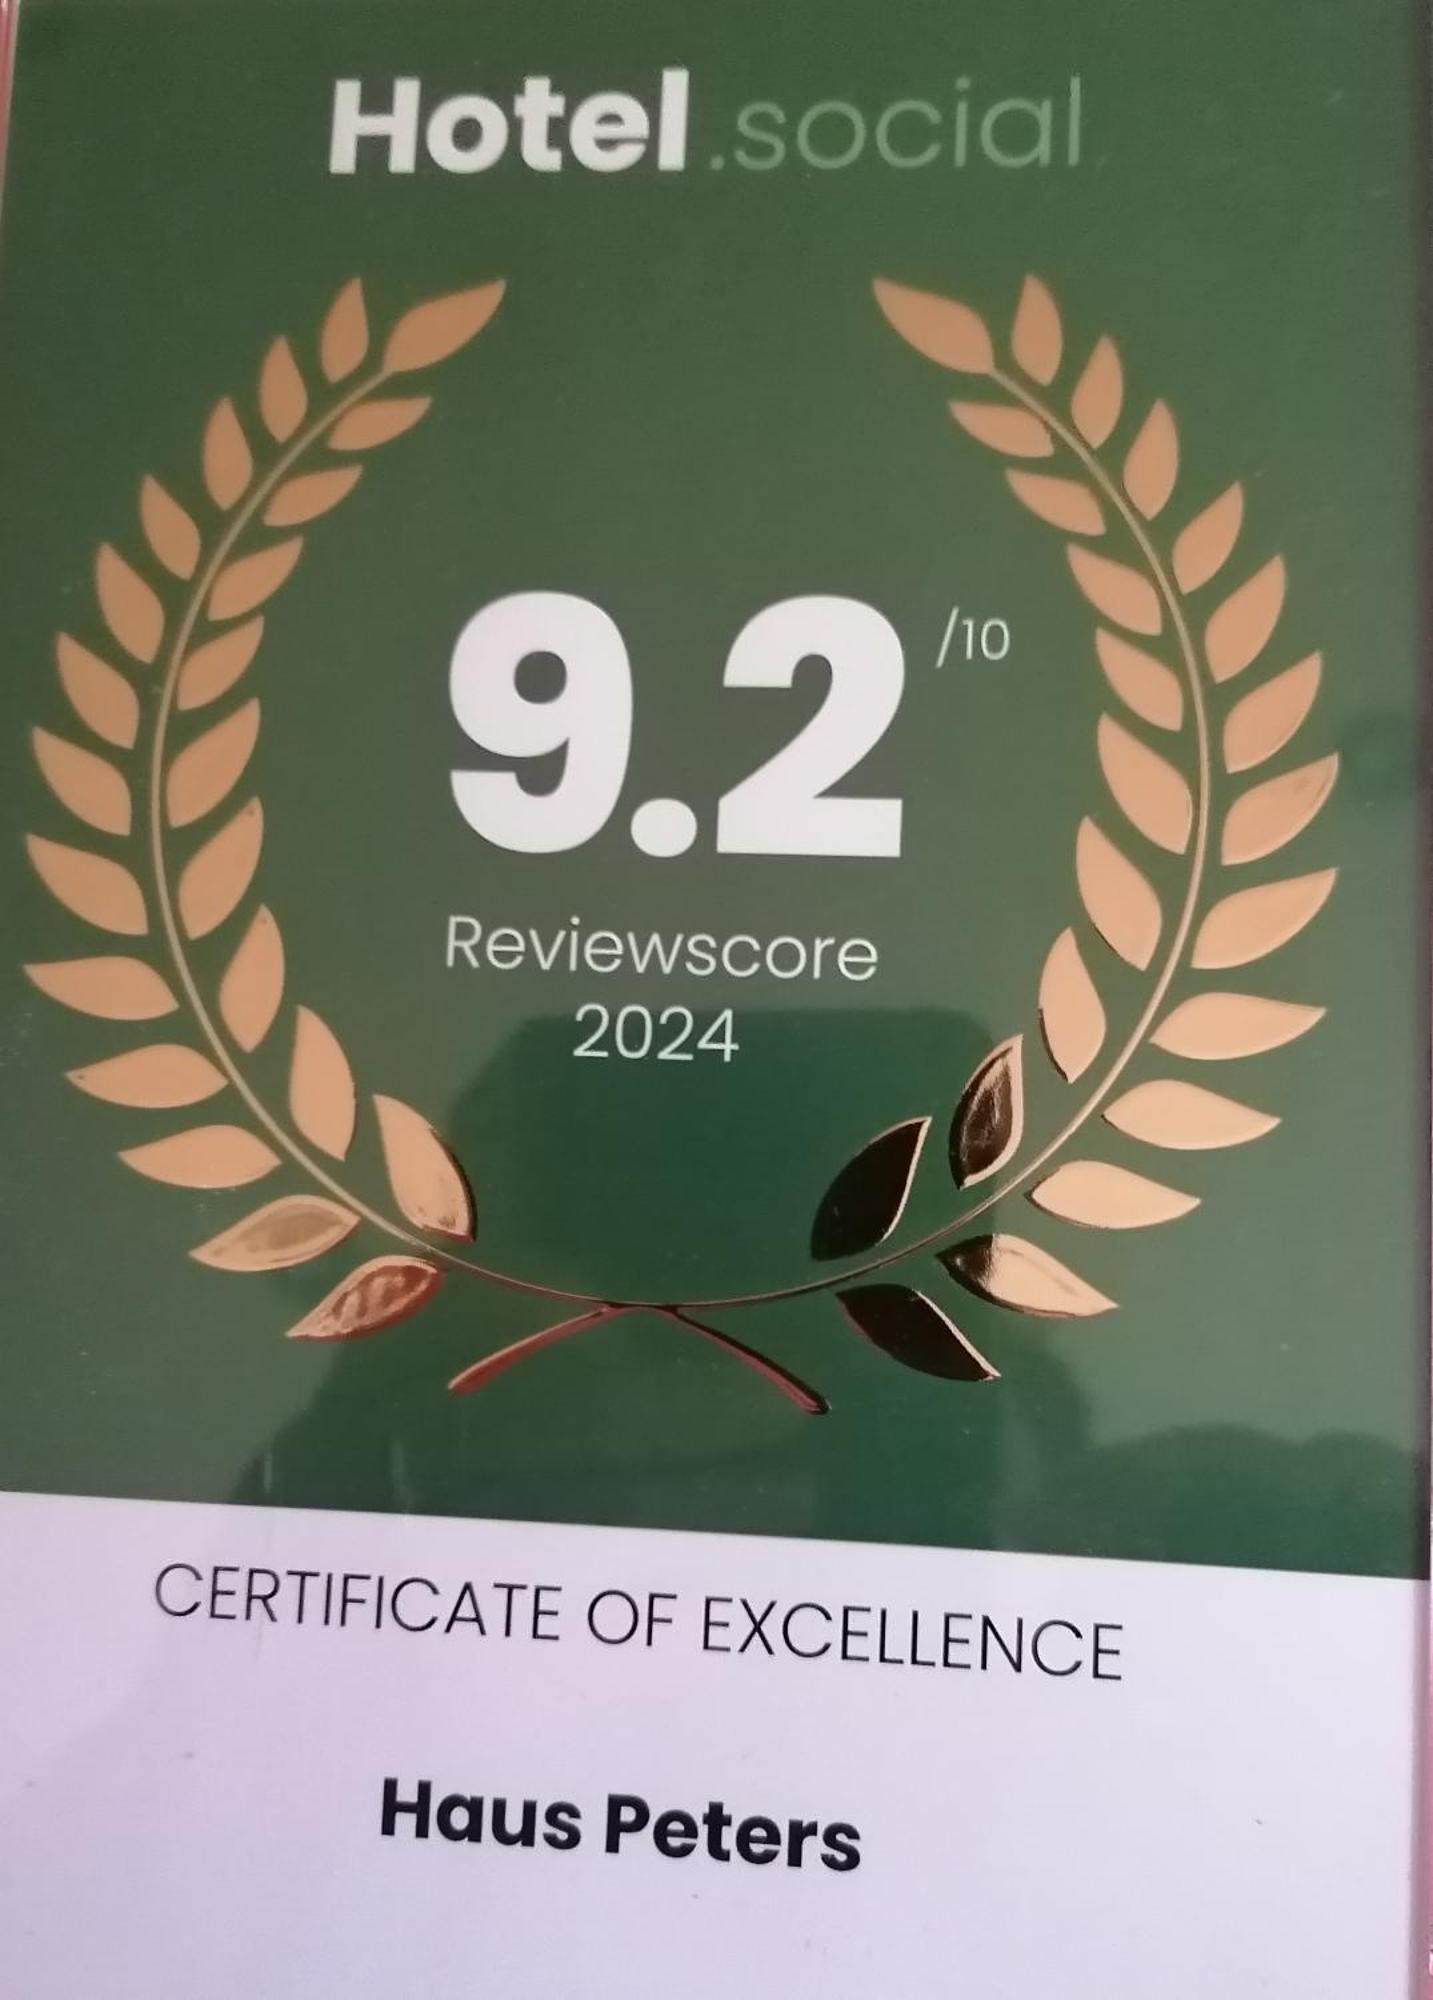 Hotel.social
9.2/10
Reviewscore
2024
CERTIFICATE OF EXCELLENCE
Haus Peters